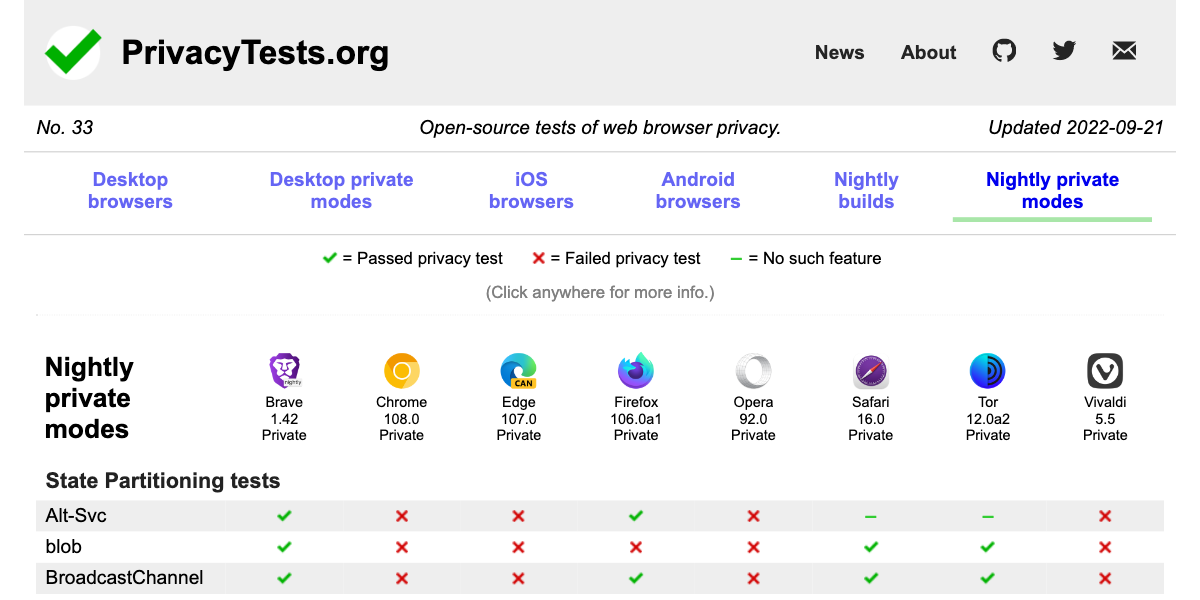 PrivacyTests.org
News About
No. 33 Open-source tests of web browser privacy. Updated 2022-09-21
Desktop browsers
Desktop private modes
iOS browsers
Android browsers
Nightly builds
Nightly private modes
= Passed privacy test = Failed privacy test = No such feature
(Click anywhere for more info.)
Nightly private modes
Brave 1.42 Private
Chrome 108.0 Private
CAN
Edge 107.0 Private
Firefox 106.0a1 Private
Opera 92.0 Private
Safari 16.0 Private
Tor 12.0a2 Private
Vivaldi 5.5 Private
State Partitioning tests
Alt-Svc
blob
BroadcastChannel